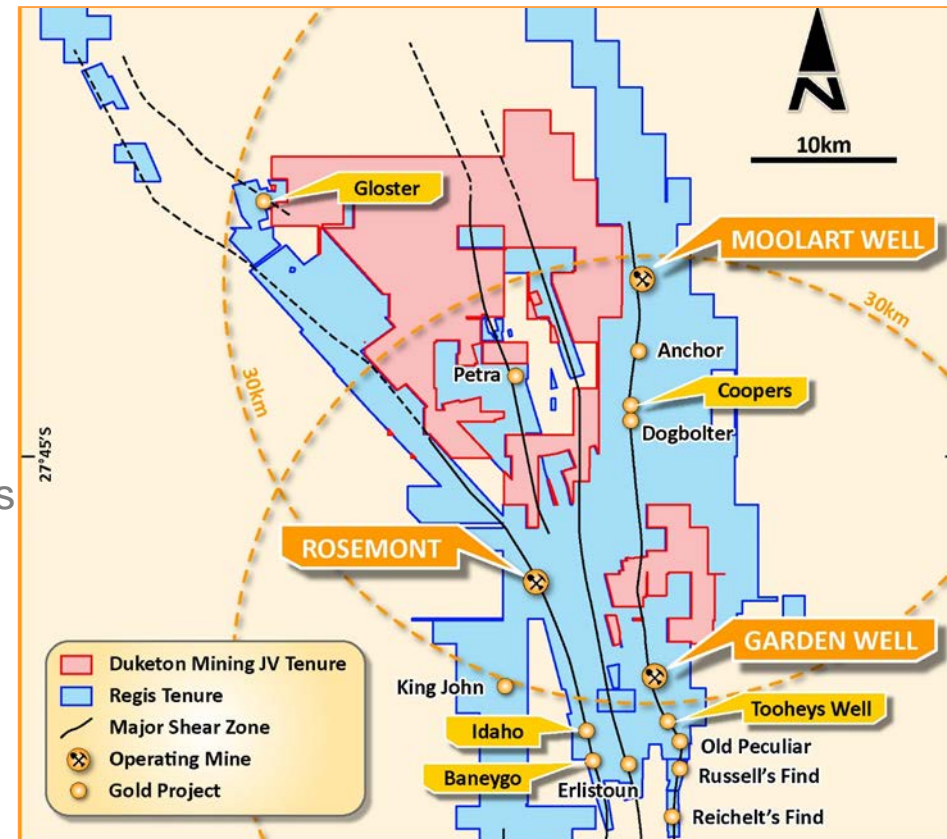 N
10km
Gloster
MOOLART WELL
30km
30km
Anchor
Petra
Coopers
Dogbolter
27°45'S
s
ROSEMONT
GARDEN WELL
Duketon Mining JV Tenure
Regis Tenure
Major Shear Zone
Operating Mine
Gold Project
King John
Tooheys Well
Idaho
Old Peculiar
Baneygo
Erlistoun
Russell's Find
Reichelt's Find